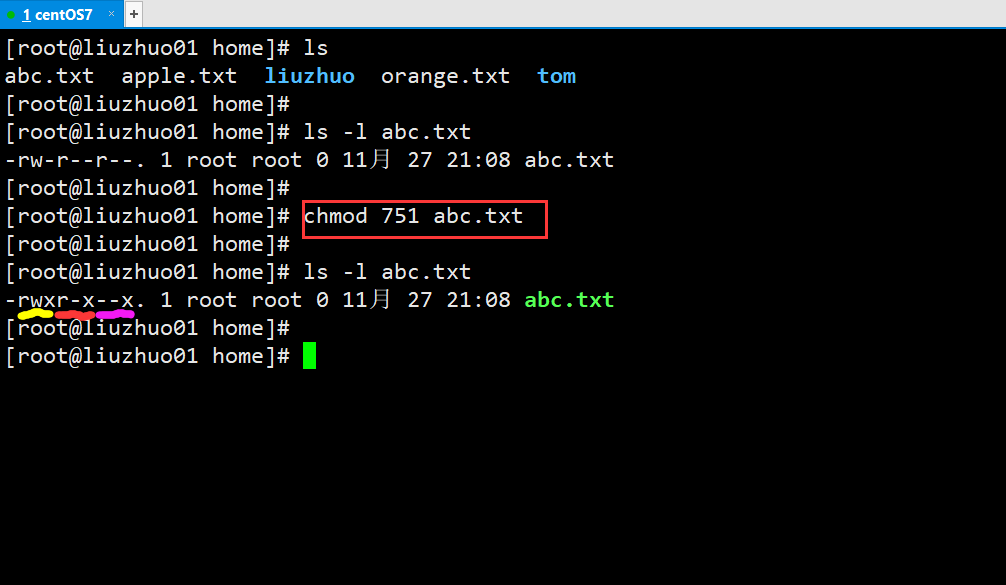 1 centOS7 × +
[root@liuzhuo01 home]# ls
abc.txt  apple.txt  liuzhuo  orange.txt  tom
[root@liuzhuo01 home]#
[root@liuzhuo01 home]# ls -l abc.txt
-rw-r--r--. 1 root root 0 11月 27 21:08 abc.txt
[root@liuzhuo01 home]#
[root@liuzhuo01 home]# chmod 751 abc.txt
[root@liuzhuo01 home]#
[root@liuzhuo01 home]# ls -l abc.txt
-rwxr-x--x. 1 root root 0 11月 27 21:08 abc.txt
[root@liuzhuo01 home]#
[root@liuzhuo01 home]#